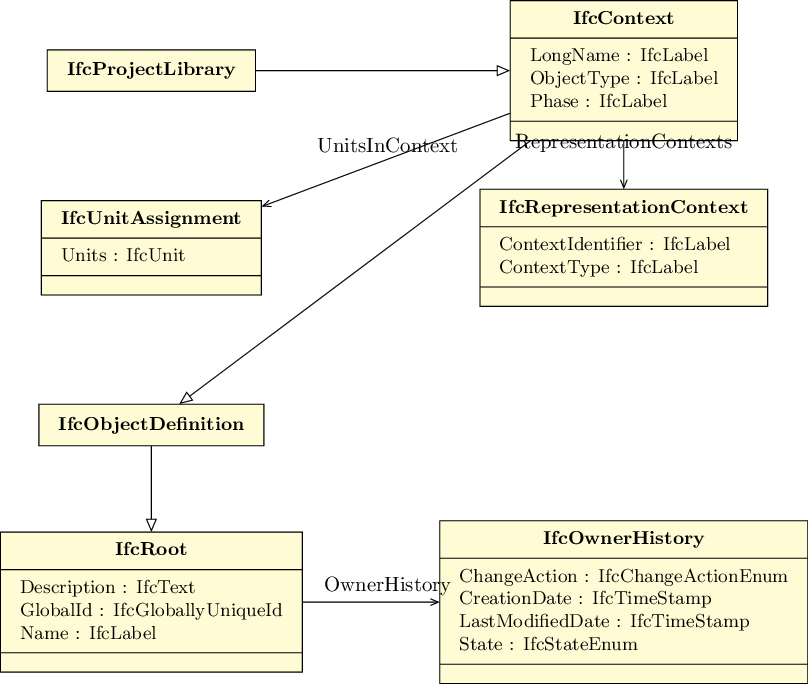 IfcContext
LongName : IfcLabel
ObjectType : IfcLabel
Phase : IfcLabel
IfcProjectLibrary
UnitsInContext
RepresentationContexts
IfcUnitAssignment
Units : IfcUnit
IfcRepresentationContext
ContextIdentifier : IfcLabel
ContextType : IfcLabel
IfcObjectDefinition
IfcRoot
Description : IfcText
GlobalId : IfcGloballyUniqueId
Name : IfcLabel
OwnerHistory
IfcOwnerHistory
ChangeAction : IfcChangeActionEnum
CreationDate : IfcTimeStamp
LastModifiedDate : IfcTimeStamp
State : IfcStateEnum